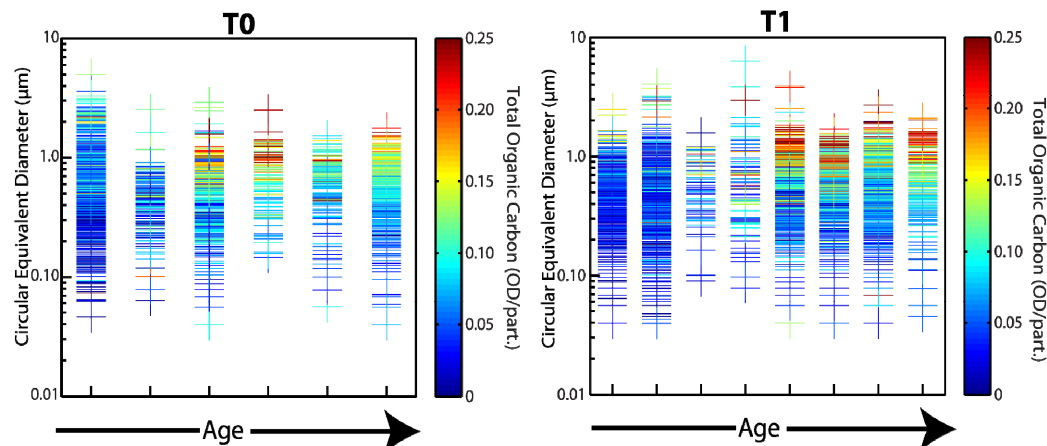 T0
10
1.0
0.10
0.01
Circular Equivalent Diameter (μm)
Age
0.25
0.20
0.15
0.10
0.05
0
Total Organic Carbon (OD/part.)
T1
10
1.0
0.10
0.01
Circular Equivalent Diameter (μm)
Age
0.25
0.20
0.15
0.10
0.05
0
Total Organic Carbon (OD/part.)